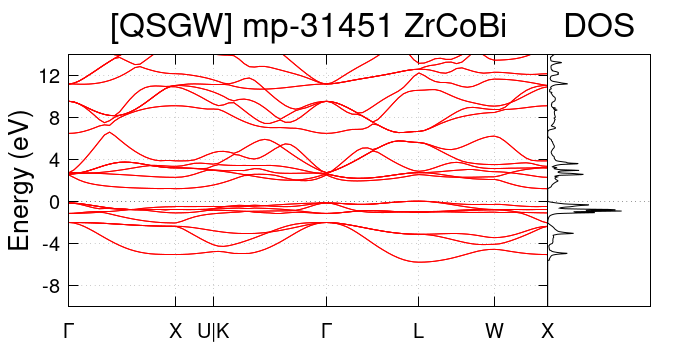 [QSGW] mp-31451 ZrCoBi DOS
Energy (eV)
12
8
4
0
-4
-8
Γ X U|K Γ L W X